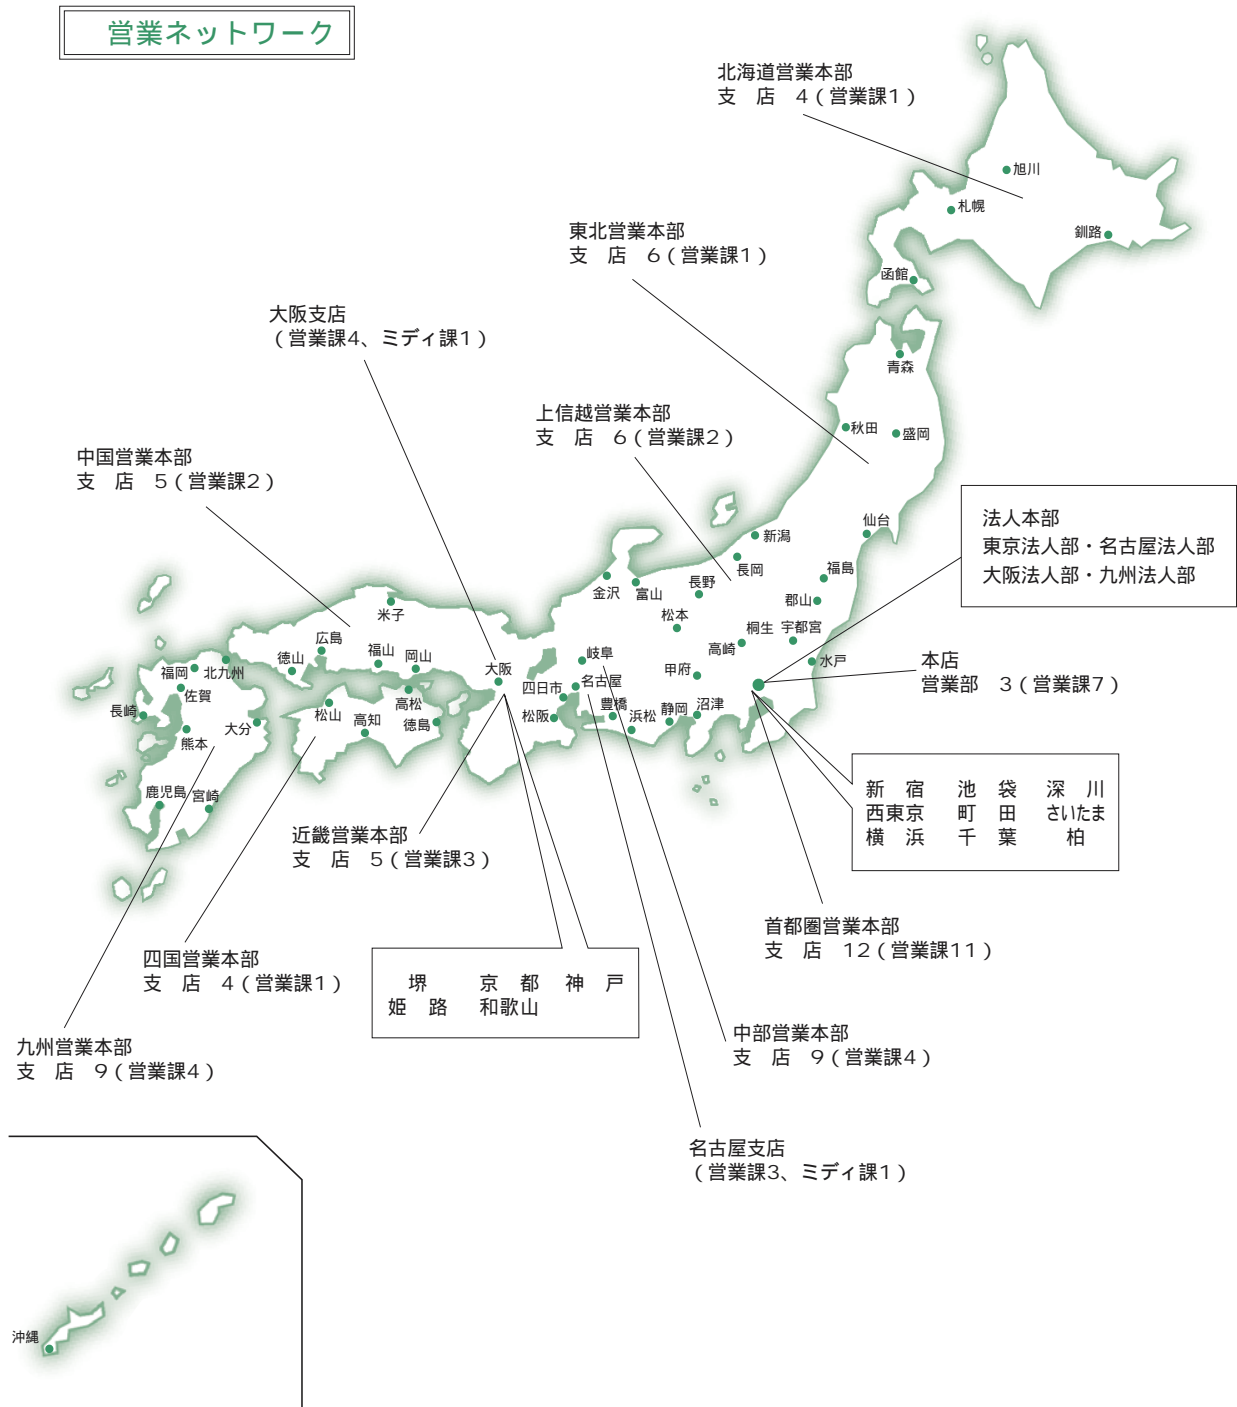 営業ネットワーク
北海道営業本部
支　店　4（営業課1）
旭川
札幌
釧路
函館
東北営業本部
支　店　6（営業課1）
大阪支店
（営業課4、ミディ課1）
青森
秋田
盛岡
上信越営業本部
支　店　6（営業課2）
中国営業本部
支　店　5（営業課2）
法人本部
東京法人部・名古屋法人部
大阪法人部・九州法人部
仙台
新潟
長岡
福島
郡山
金沢
富山
長野
松本
桐生
宇都宮
高崎
水戸
甲府
米子
広島
福山
岡山
徳山
大阪
岐阜
名古屋
四日市
松阪
豊橋
浜松
静岡
沼津
福岡
北九州
佐賀
長崎
大分
熊本
鹿児島
宮崎
松山
高知
高松
徳島
本店
営業部　3（営業課7）
新　宿　池　袋　深　川
西東京　町　田　さいたま
横　浜　千　葉　柏
近畿営業本部
支　店　5（営業課3）
首都圏営業本部
支　店　12（営業課11）
四国営業本部
支　店　4（営業課1）
堺　京　都　神　戸
姫　路　和歌山
九州営業本部
支　店　9（営業課4）
中部営業本部
支　店　9（営業課4）
名古屋支店
（営業課3、ミディ課1）
沖縄